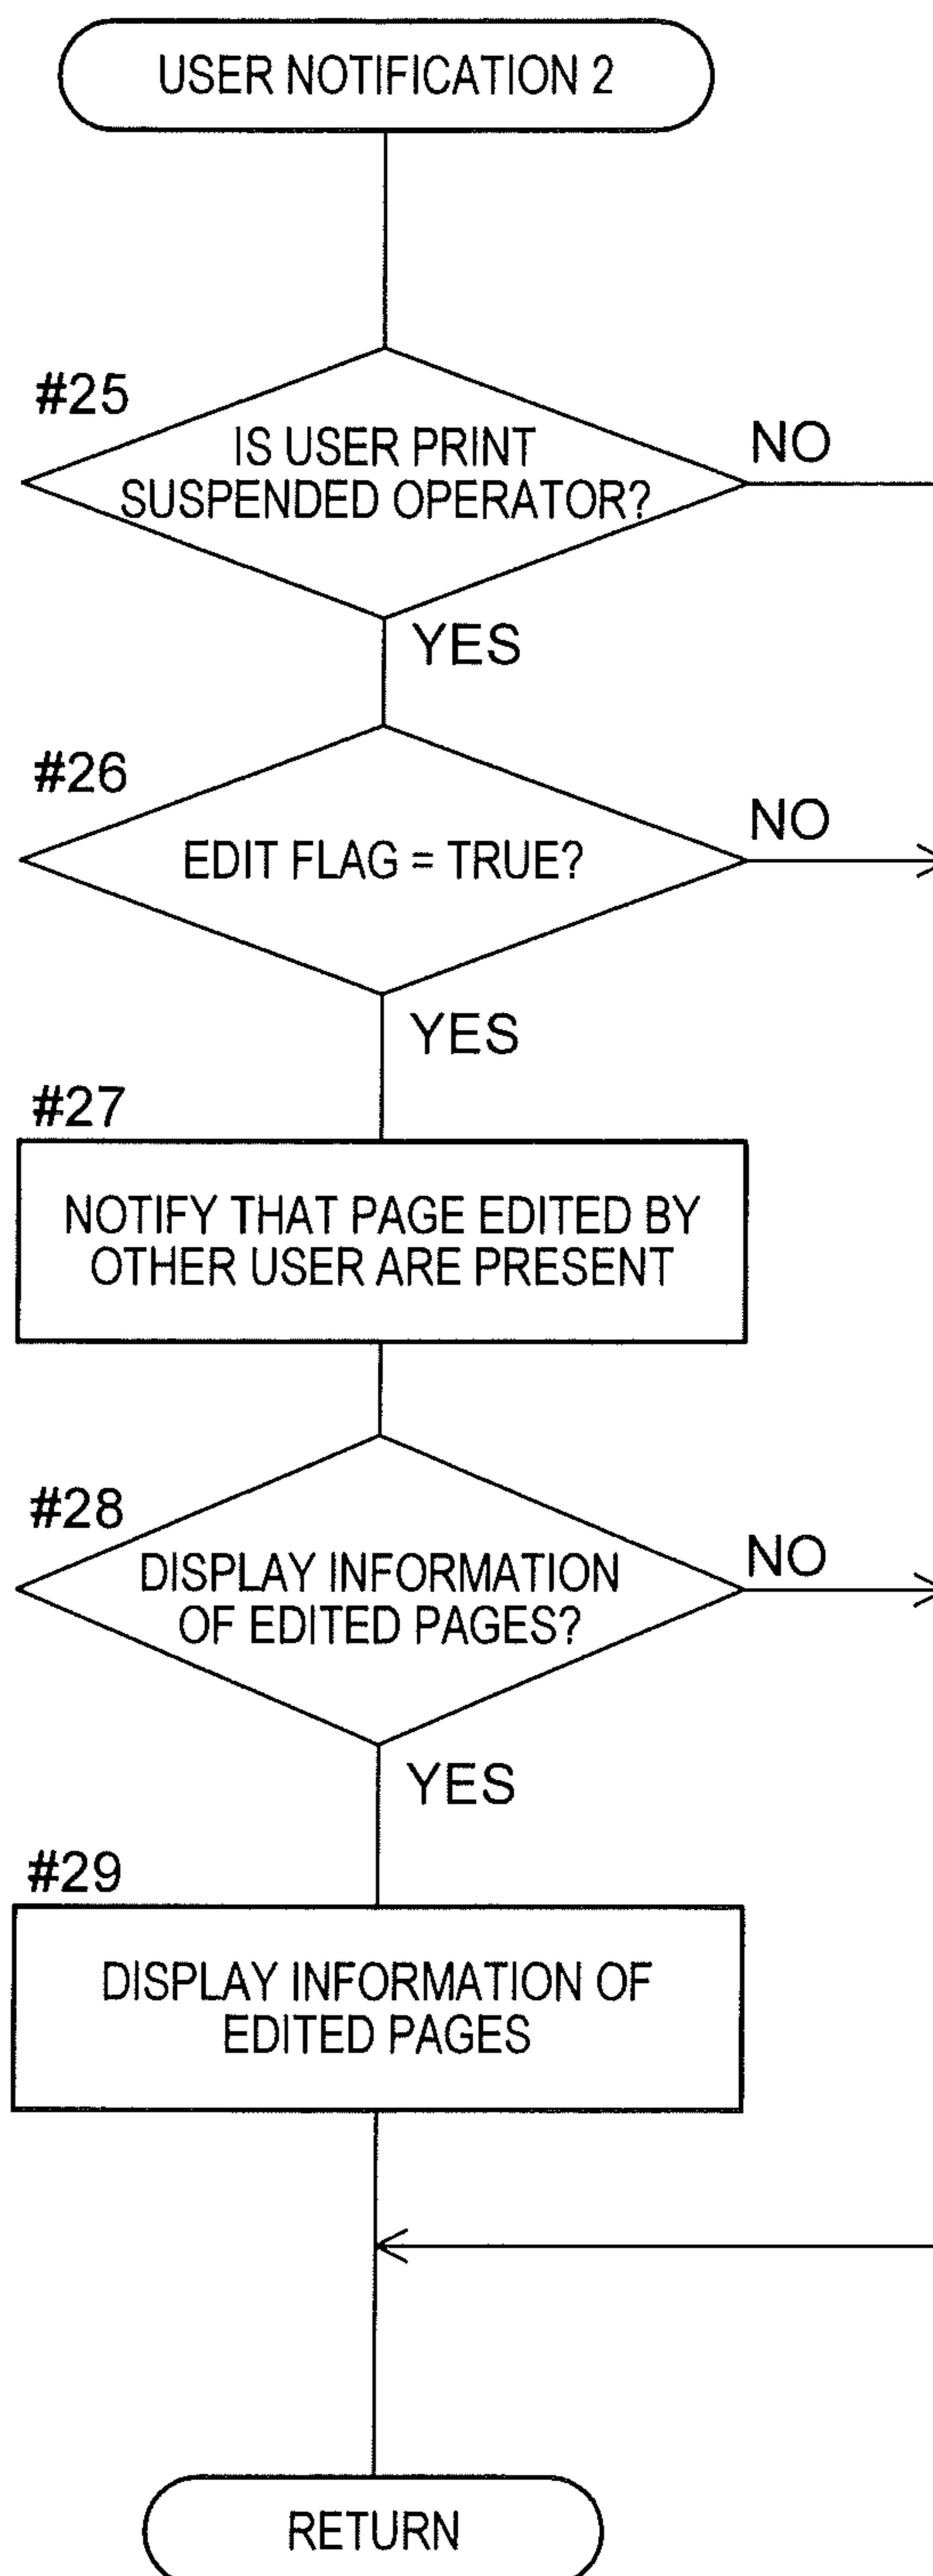 USER NOTIFICATION 2
#25
IS USER PRINT
SUSPENDED OPERATOR?
NO
YES
#26
EDIT FLAG = TRUE?
NO
YES
#27
NOTIFY THAT PAGE EDITED BY
OTHER USER ARE PRESENT
#28
DISPLAY INFORMATION
OF EDITED PAGES?
NO
YES
#29
DISPLAY INFORMATION OF
EDITED PAGES
RETURN